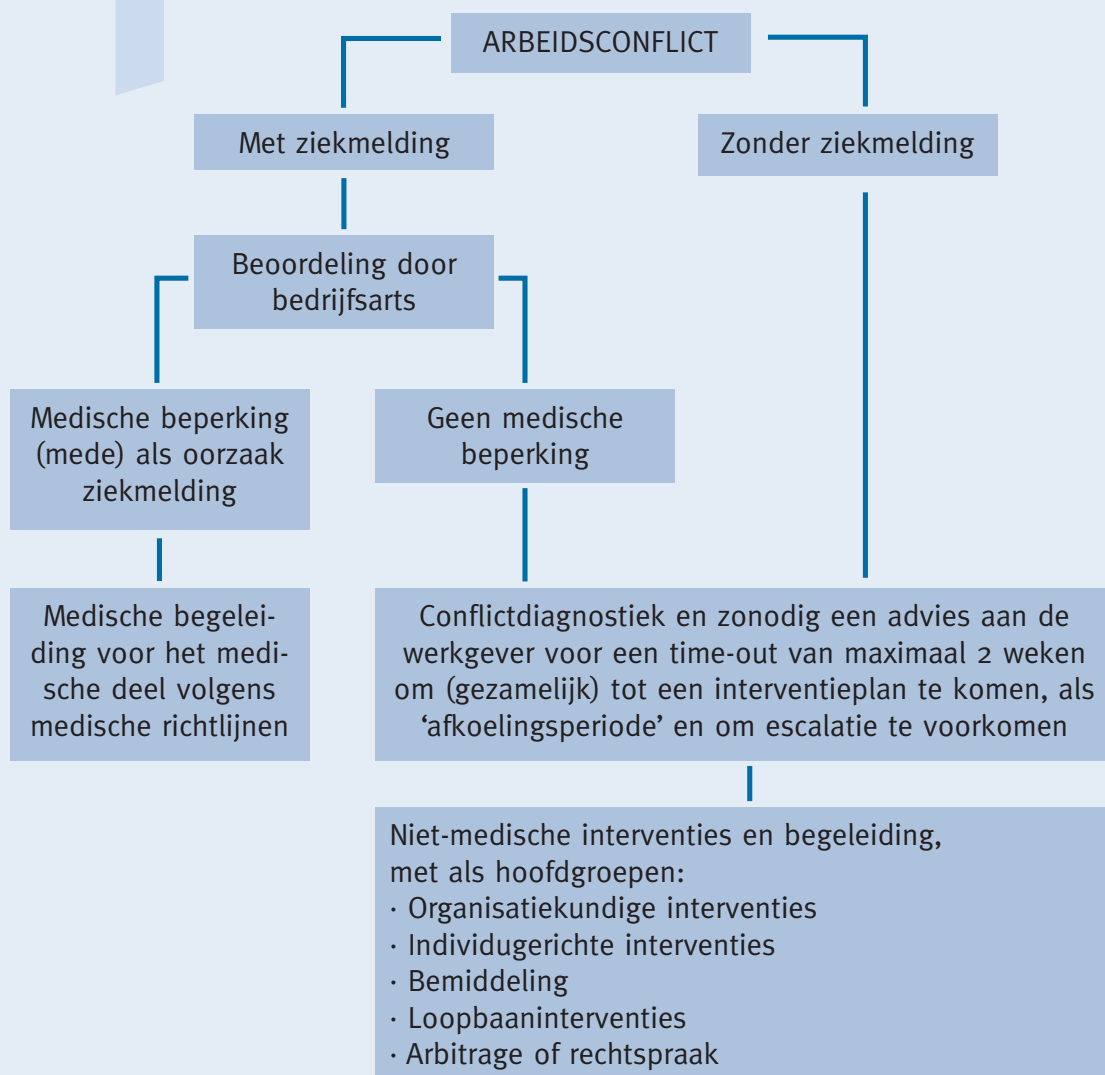 ARBEIDSCONFLICT
Met ziekmelding
Zonder ziekmelding
Beoordeling door
bedrijfsarts
Medische beperking
(mede) als oorzaak
ziekmelding
Geen medische
beperking
Medische begelei-
ding voor het medi-
sche deel volgens
medische richtlijnen
Conflictdiagnostiek en zonodig een advies aan de
werkgever voor een time-out van maximaal 2 weken
om (gezamelijk) tot een interventieplan te komen, als
‘afkoelingsperiode’ en om escalatie te voorkomen
Niet-medische interventies en begeleiding,
met als hoofdgroepen:
· Organisatiekundige interventies
· Individugerichte interventies
· Bemiddeling
· Loopbaaninterventies
· Arbitrage of rechtspraak